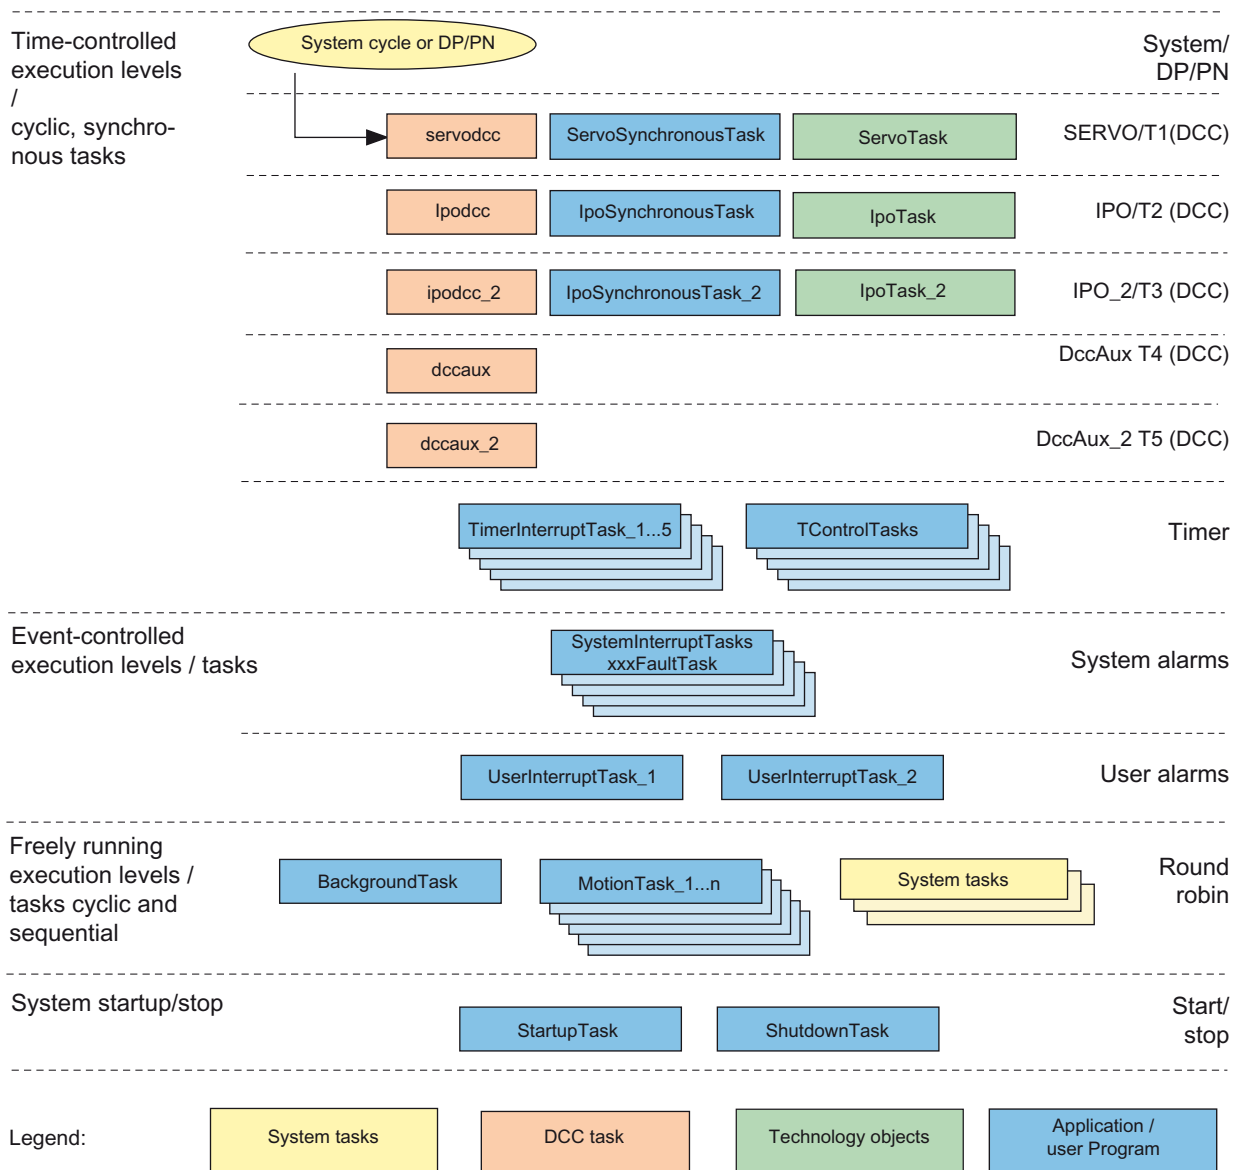 Time-controlled
execution levels
/
cyclic, synchro-
nous tasks
System cycle or DP/PN
System/
DP/PN
servodcc
ServoSynchronousTask
ServoTask
SERVO/T1(DCC)
Ipodcc
IpoSynchronousTask
IpoTask
IPO/T2 (DCC)
ipodcc_2
IpoSynchronousTask_2
IpoTask_2
IPO_2/T3 (DCC)
dccaux
DccAux T4 (DCC)
dccaux_2
DccAux_2 T5 (DCC)
TimerInterruptTask_1...5
TControlTasks
Timer
Event-controlled
execution levels / tasks
SystemInterruptTasks
xxxFaultTask
System alarms
UserInterruptTask_1
UserInterruptTask_2
User alarms
Freely running
execution levels /
tasks cyclic and
sequential
BackgroundTask
MotionTask_1...n
System tasks
Round
robin
System startup/stop
StartupTask
ShutdownTask
Start/
stop
Legend:
System tasks
DCC task
Technology objects
Application /
user Program